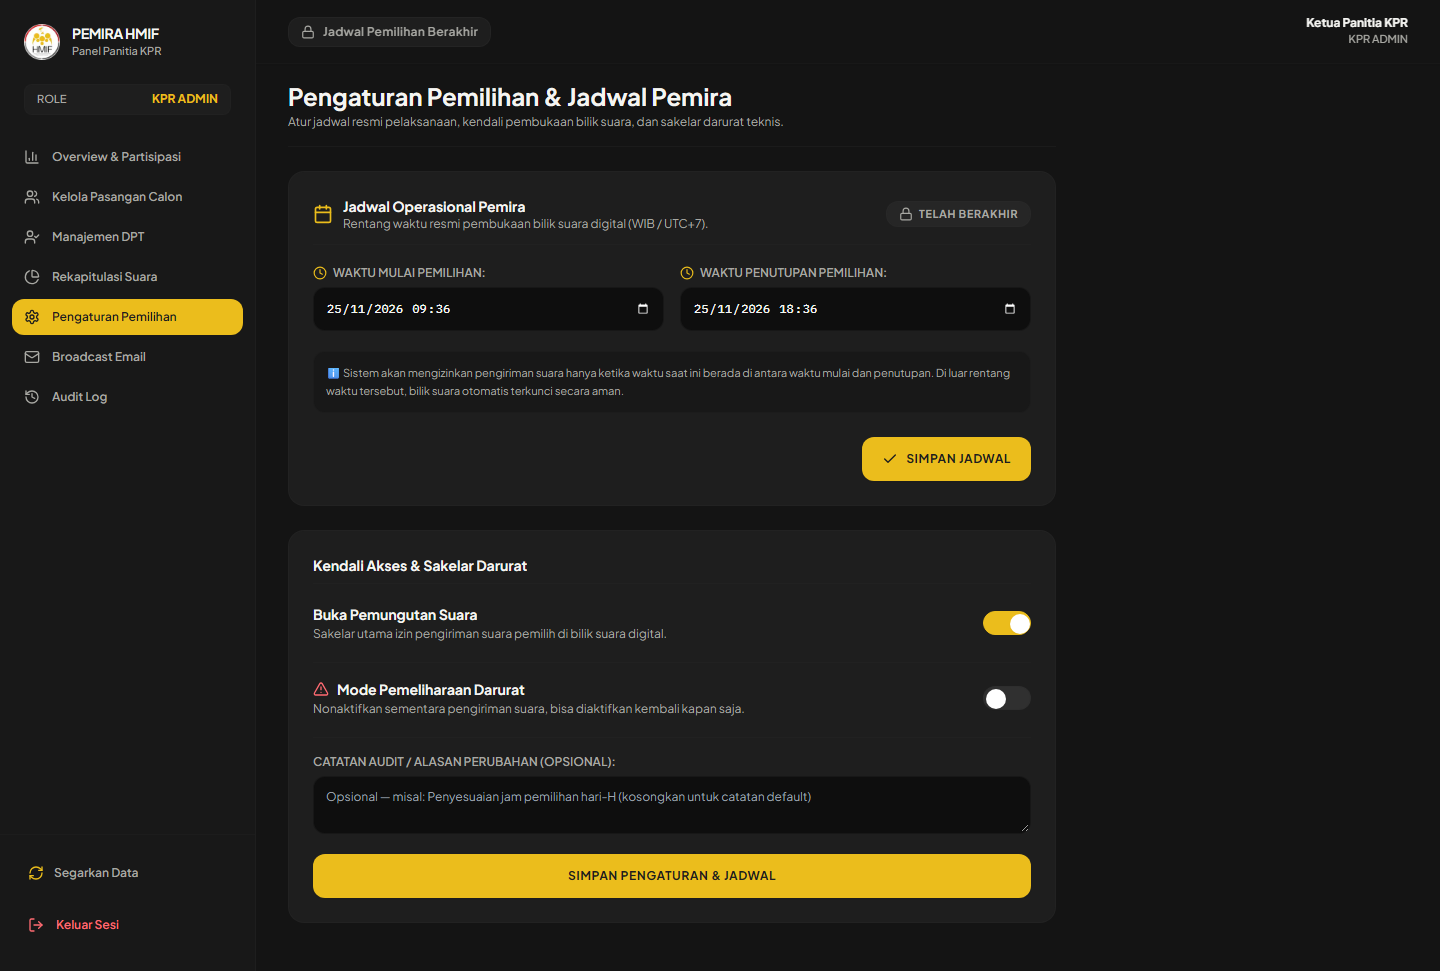 HMIF
PEMIRA HMIF
Panel Panitia KPR
ROLE
KPR ADMIN
Overview & Partisipasi
Kelola Pasangan Calon
Manajemen DPT
Rekapitulasi Suara
Pengaturan Pemilihan
Broadcast Email
Audit Log
Segarkan Data
Keluar Sesi
Jadwal Pemilihan Berakhir
Ketua Panitia KPR
KPR ADMIN
Pengaturan Pemilihan & Jadwal Pemira
Atur jadwal resmi pelaksanaan, kendali pembukaan bilik suara, dan sakelar darurat teknis.
Jadwal Operasional Pemira
Rentang waktu resmi pembukaan bilik suara digital (WIB / UTC+7).
TELAH BERAKHIR
WAKTU MULAI PEMILIHAN:
25/11/2026 09:36
WAKTU PENUTUPAN PEMILIHAN:
25/11/2026 18:36
ℹ️ Sistem akan mengizinkan pengiriman suara hanya ketika waktu saat ini berada di antara waktu mulai dan penutupan. Di luar rentang
waktu tersebut, bilik suara otomatis terkunci secara aman.
SIMPAN JADWAL
Kendali Akses & Sakelar Darurat
Buka Pemungutan Suara
Sakelar utama izin pengiriman suara pemilih di bilik suara digital.
Mode Pemeliharaan Darurat
Nonaktifkan sementara pengiriman suara, bisa diaktifkan kembali kapan saja.
CATATAN AUDIT / ALASAN PERUBAHAN (OPSIONAL):
Opsional — misal: Penyesuaian jam pemilihan hari-H (kosongkan untuk catatan default)
SIMPAN PENGATURAN & JADWAL